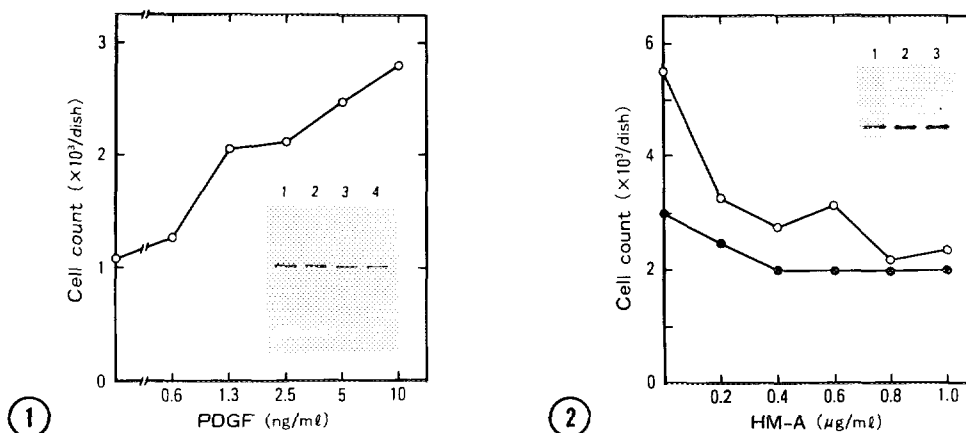 3
2
1
0
Cell count (×10³/dish)
1 2 3 4
0.6 1.3 2.5 5 10
PDGF (ng/mℓ)
1
6
4
2
0
Cell count (×10³/dish)
1 2 3
0.2 0.4 0.6 0.8 1.0
HM-A (μg/mℓ)
2